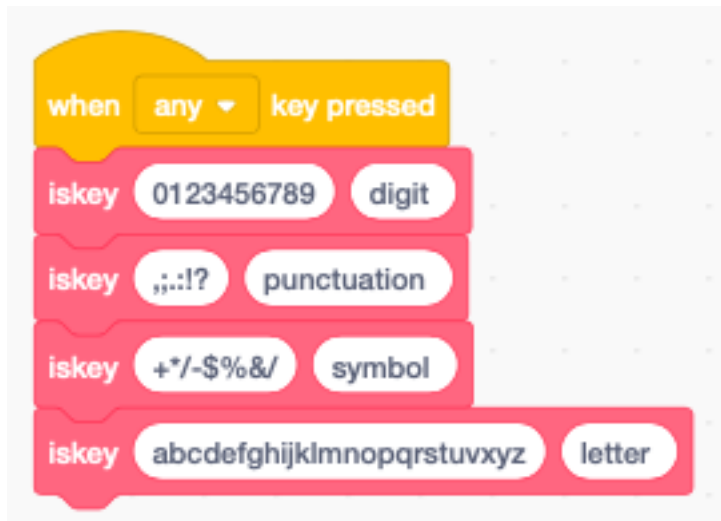 when any key pressed
iskey 0123456789 digit
iskey ,;.:!? punctuation
iskey +*/-$%&/ symbol
iskey abcdefghijklmnopqrstuvxyz letter